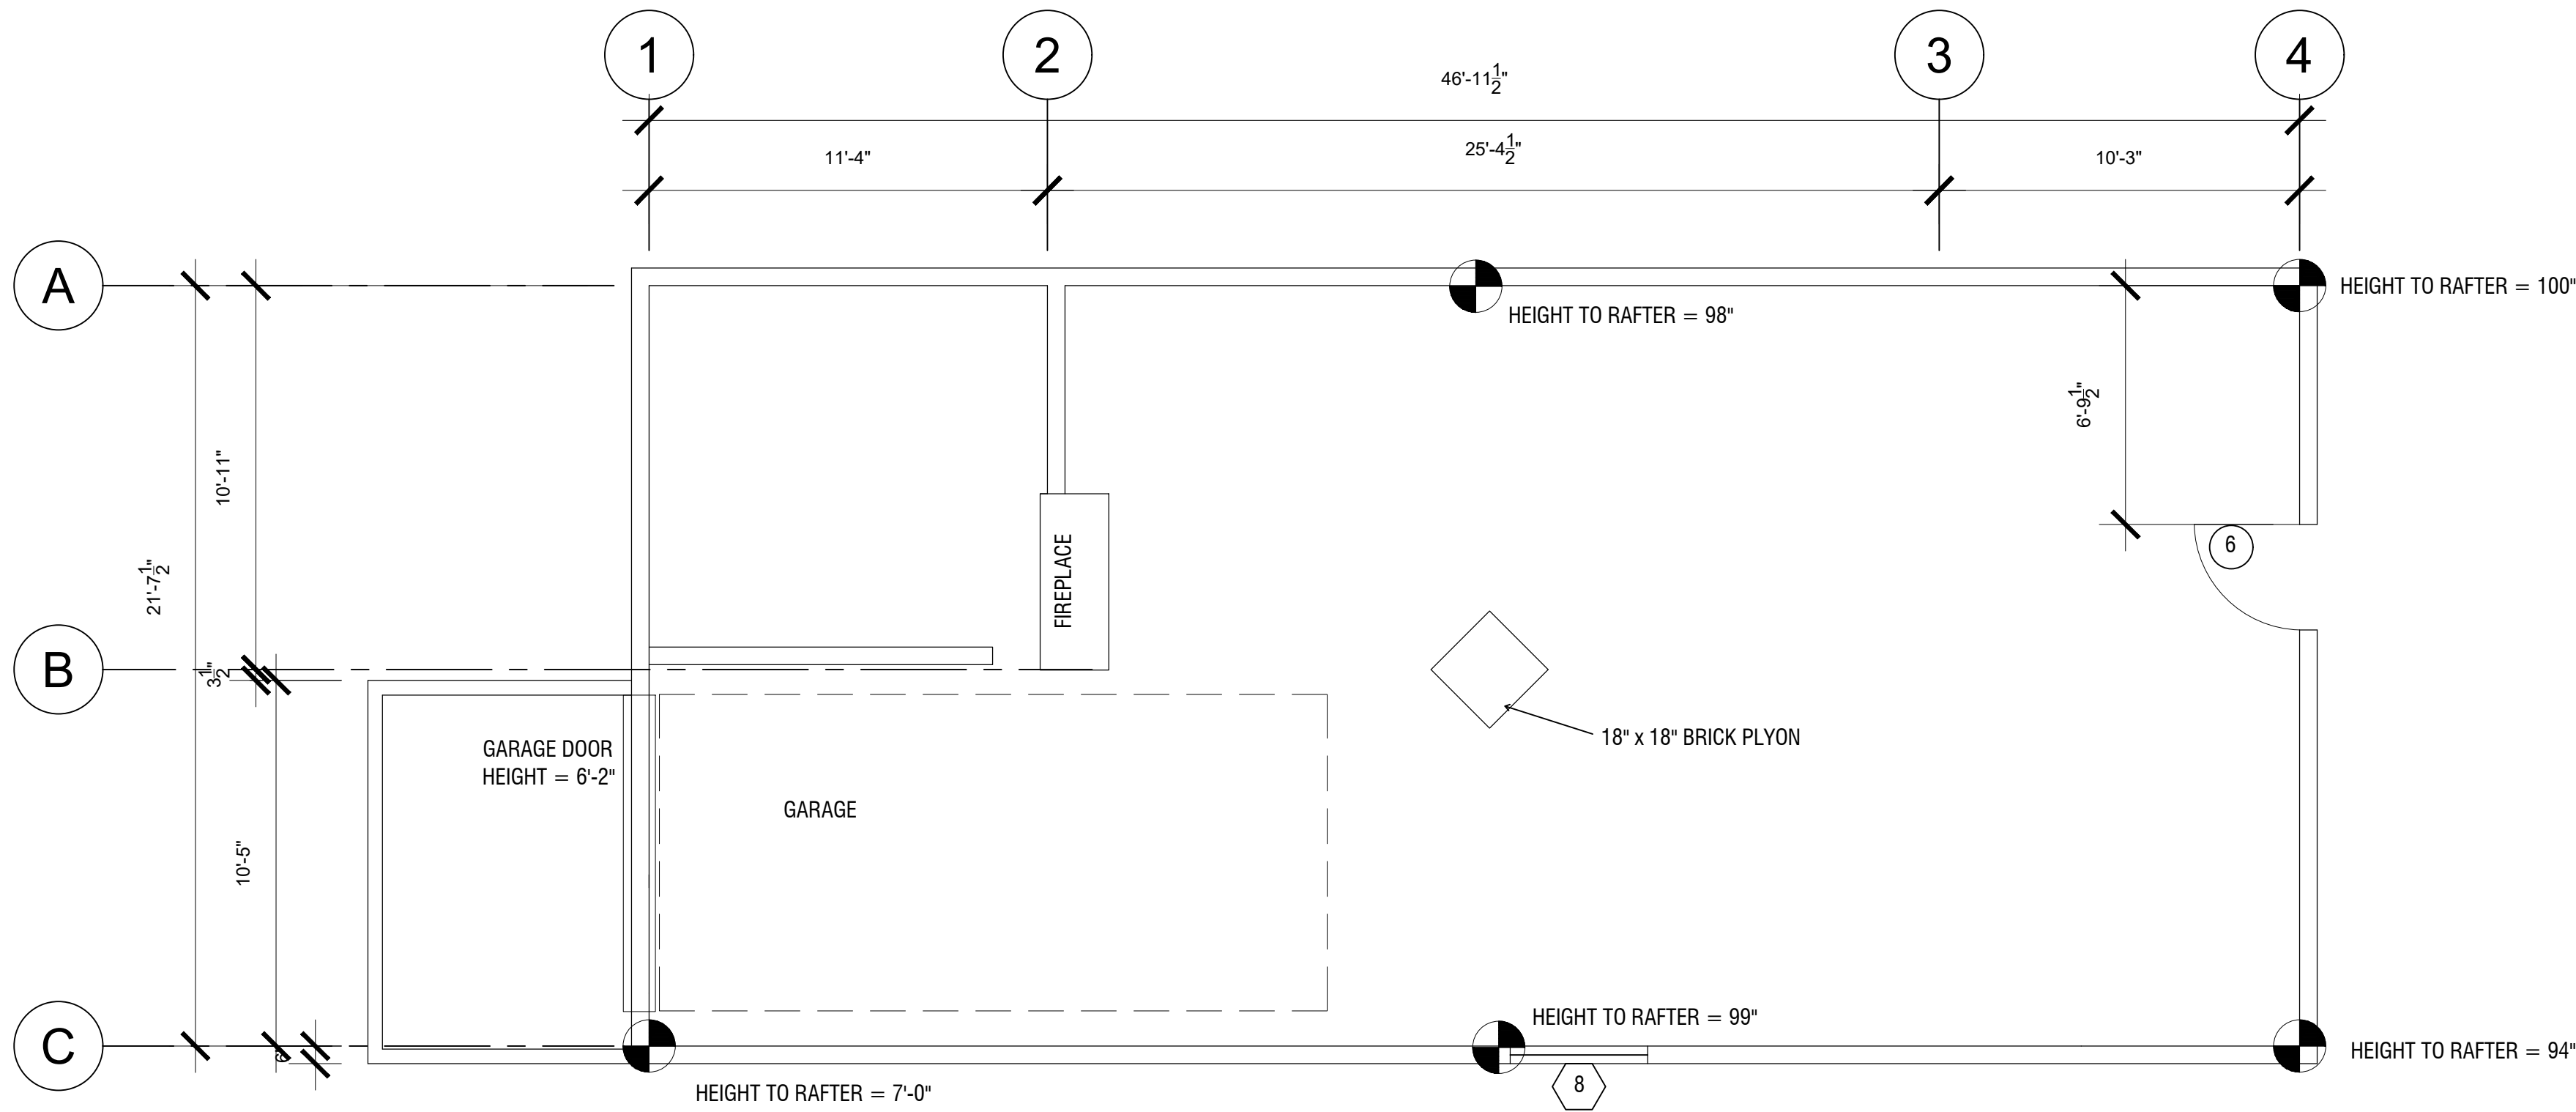 1
2
3
4
46'-11 1/2"
11'-4"
25'-4 1/2"
10'-3"
A
HEIGHT TO RAFTER = 100"
HEIGHT TO RAFTER = 98"
6'-9 1/2"
10'-11"
21'-7 1/2"
FIREPLACE
6
B
3 1/2"
18" x 18" BRICK PLYON
GARAGE DOOR
HEIGHT = 6'-2"
GARAGE
10'-5"
HEIGHT TO RAFTER = 99"
C
6"
HEIGHT TO RAFTER = 94"
8
HEIGHT TO RAFTER = 7'-0"